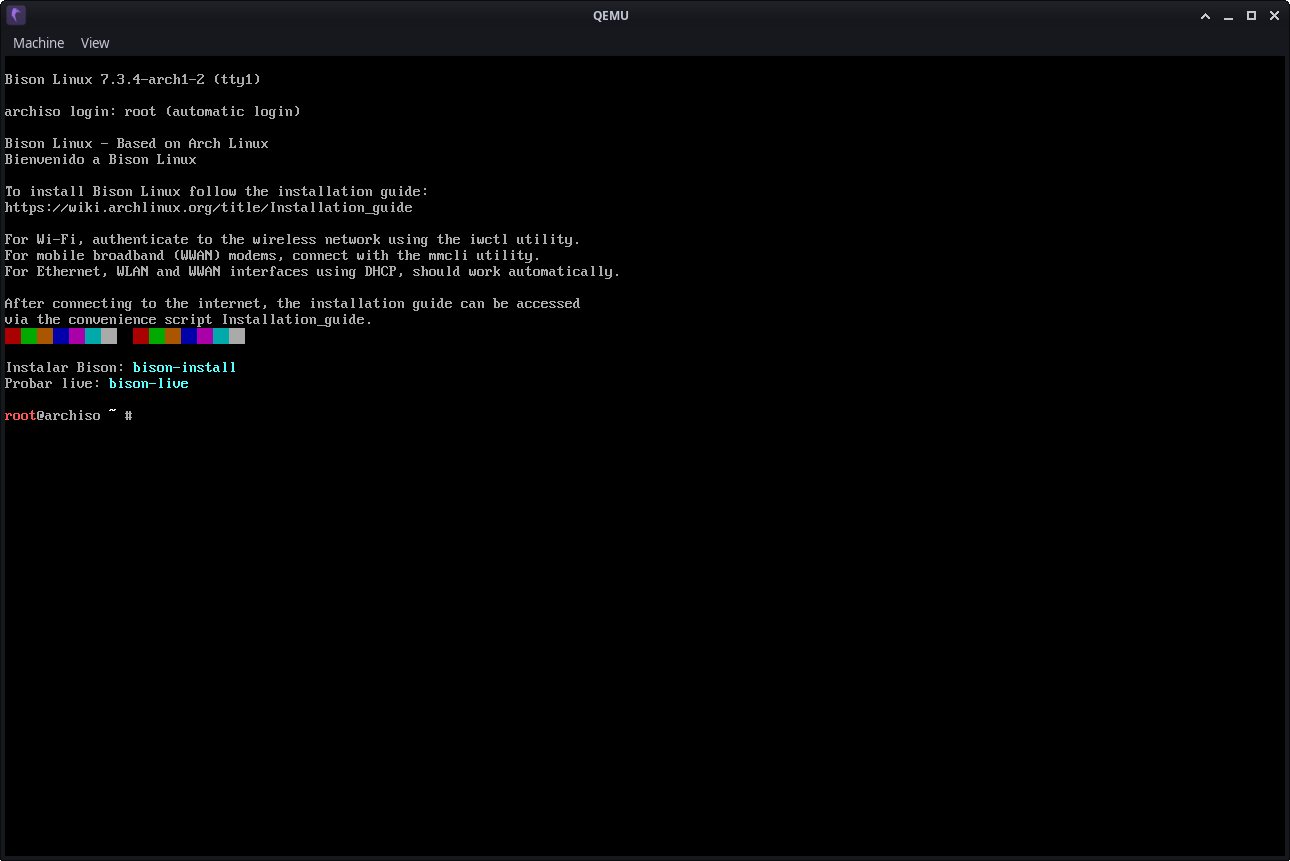 QEMU
Machine View
Bison Linux 7.3.4-arch1-2 (tty1)
archiso login: root (automatic login)
Bison Linux - Based on Arch Linux
Bienvenido a Bison Linux
To install Bison Linux follow the installation guide:
https://wiki.archlinux.org/title/Installation_guide
For Wi-Fi, authenticate to the wireless network using the iwctl utility.
For mobile broadband (WWAN) modems, connect with the mmcli utility.
For Ethernet, WLAN and WWAN interfaces using DHCP, should work automatically.
After connecting to the internet, the installation guide can be accessed
via the convenience script Installation_guide.
Instalar Bison: bison-install
Probar live: bison-live
root@archiso ~ #